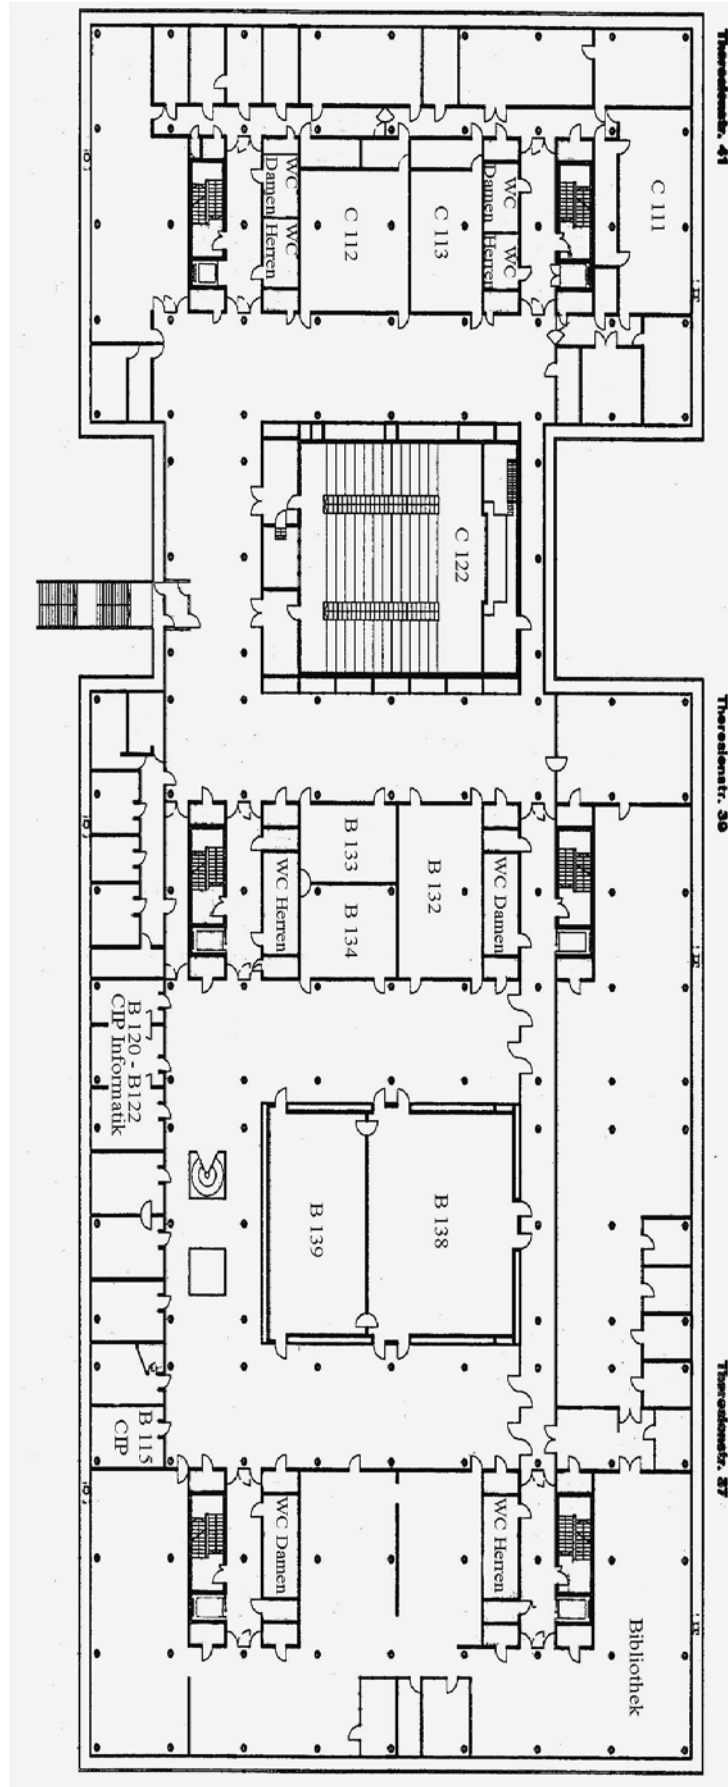 Theresienstr. 41
C 111
WC
Damen
WC
Herren
C 112
C 113
WC
Damen
WC
Herren
C 122
Theresienstr. 39
B 133
B 134
B 132
WC Herren
WC Damen
B 120 - B122
CIP Informatik
B 139
B 138
Theresienstr. 37
B 115
CIP
WC Damen
WC Herren
Bibliothek